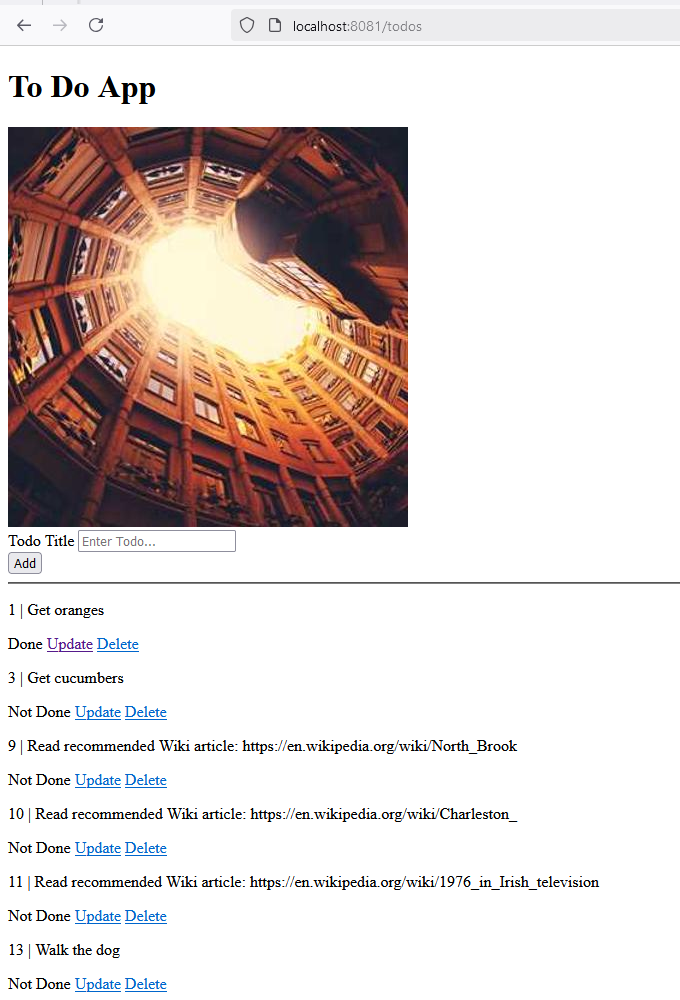 localhost:8081/todos
To Do App
Todo Title Enter Todo...
Add
1 | Get oranges
Done Update Delete
3 | Get cucumbers
Not Done Update Delete
9 | Read recommended Wiki article: https://en.wikipedia.org/wiki/North_Brook
Not Done Update Delete
10 | Read recommended Wiki article: https://en.wikipedia.org/wiki/Charleston_
Not Done Update Delete
11 | Read recommended Wiki article: https://en.wikipedia.org/wiki/1976_in_Irish_television
Not Done Update Delete
13 | Walk the dog
Not Done Update Delete